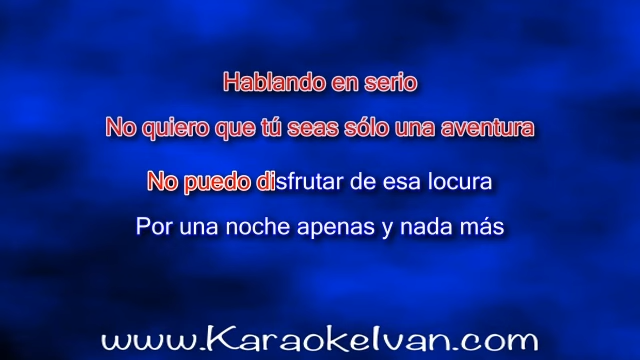 Hablando en serio
No quiero que tú seas sólo una aventura
No puedo disfrutar de esa locura
Por una noche apenas y nada más
www.KaraokeIvan.com